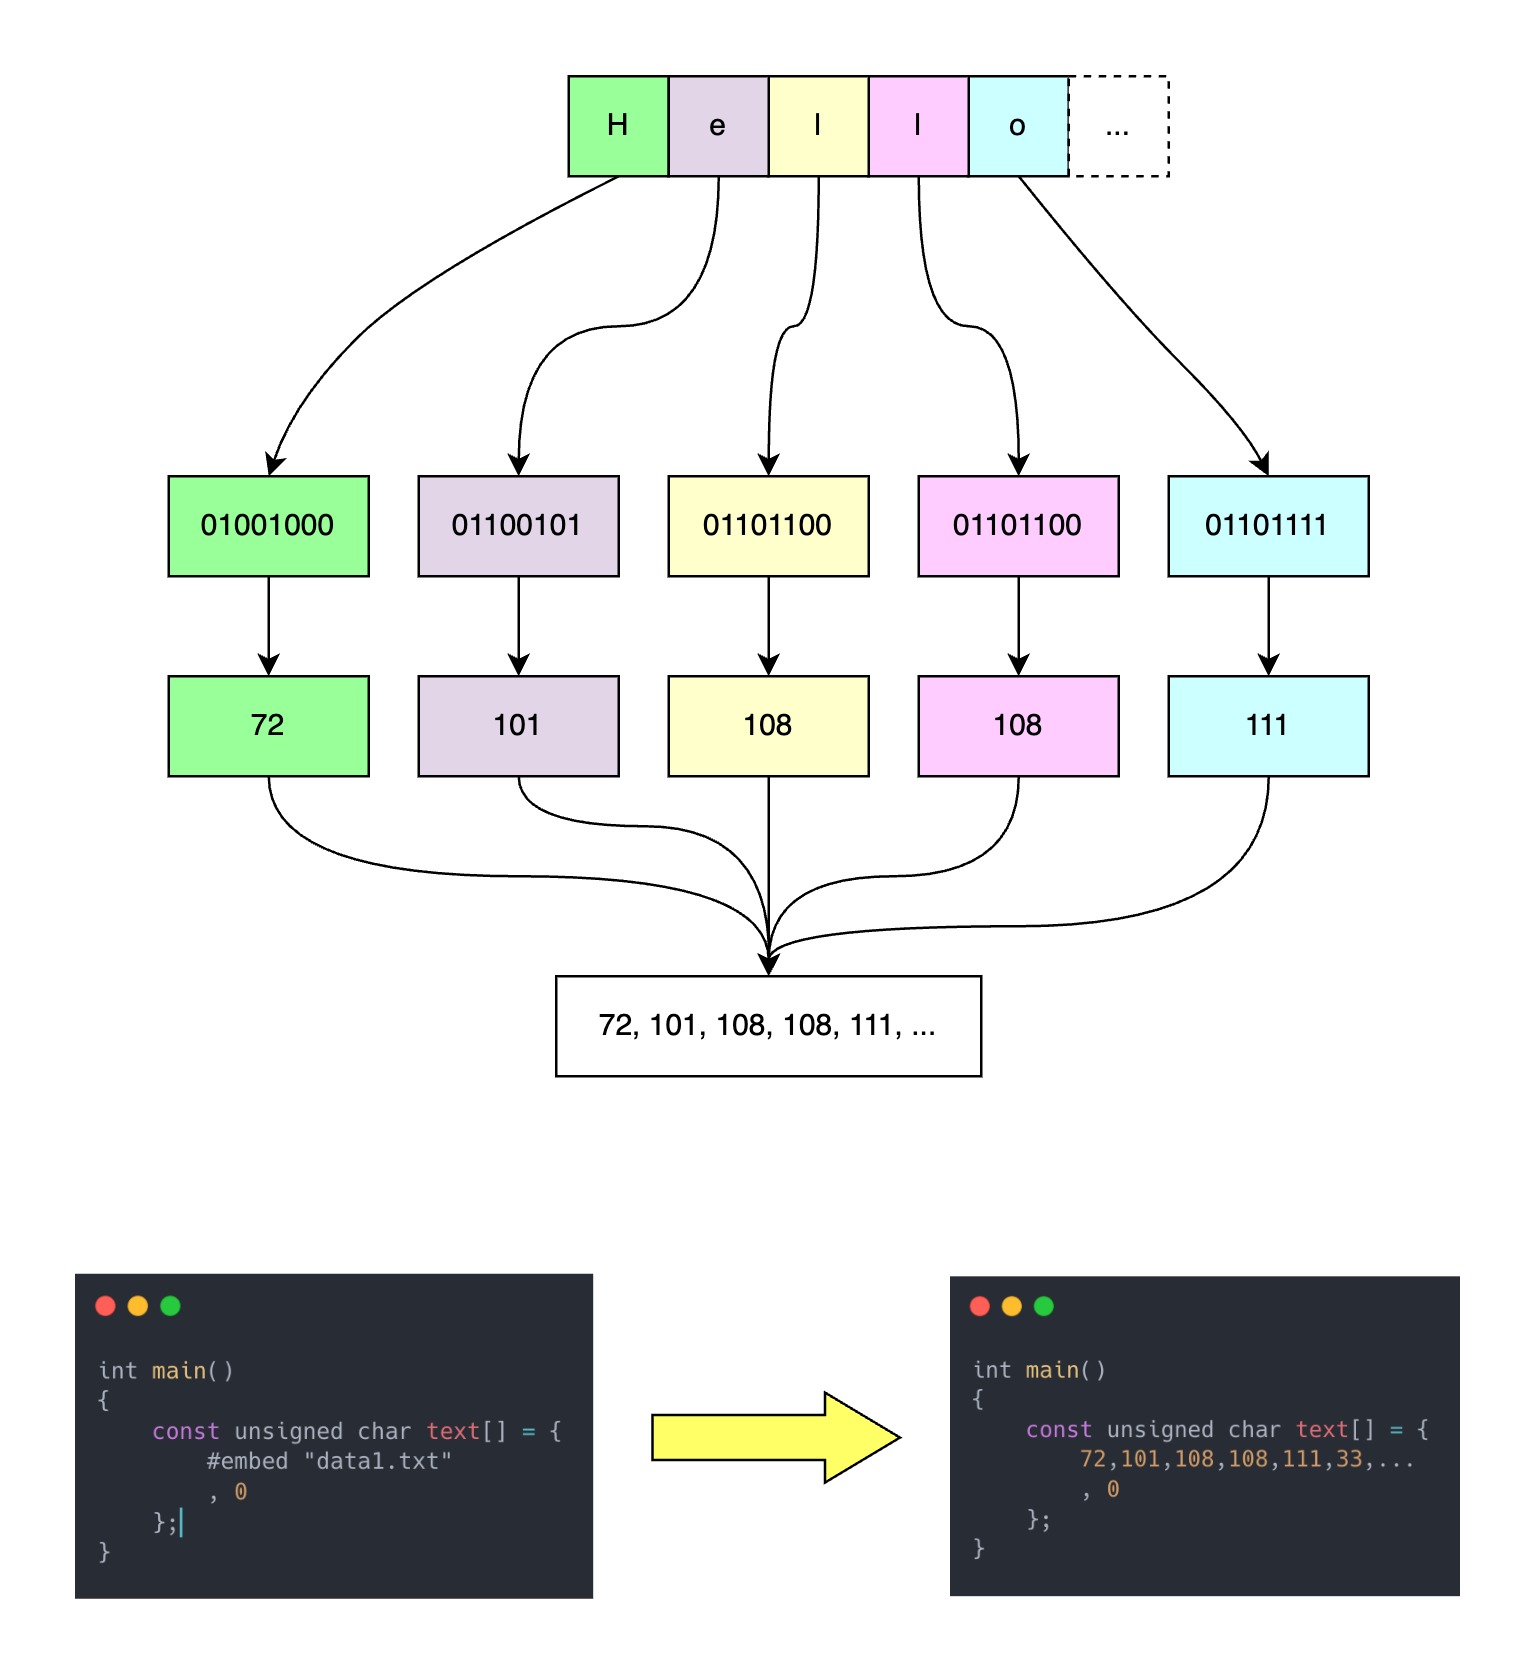 H e l l o ...
01001000 01100101 01101100 01101100 01101111
72 101 108 108 111
72, 101, 108, 108, 111, ...
int main()
{
    const unsigned char text[] = {
        #embed "data1.txt"
        , 0
    };
}
int main()
{
    const unsigned char text[] = {
        72,101,108,108,111,33,...
        , 0
    };
}